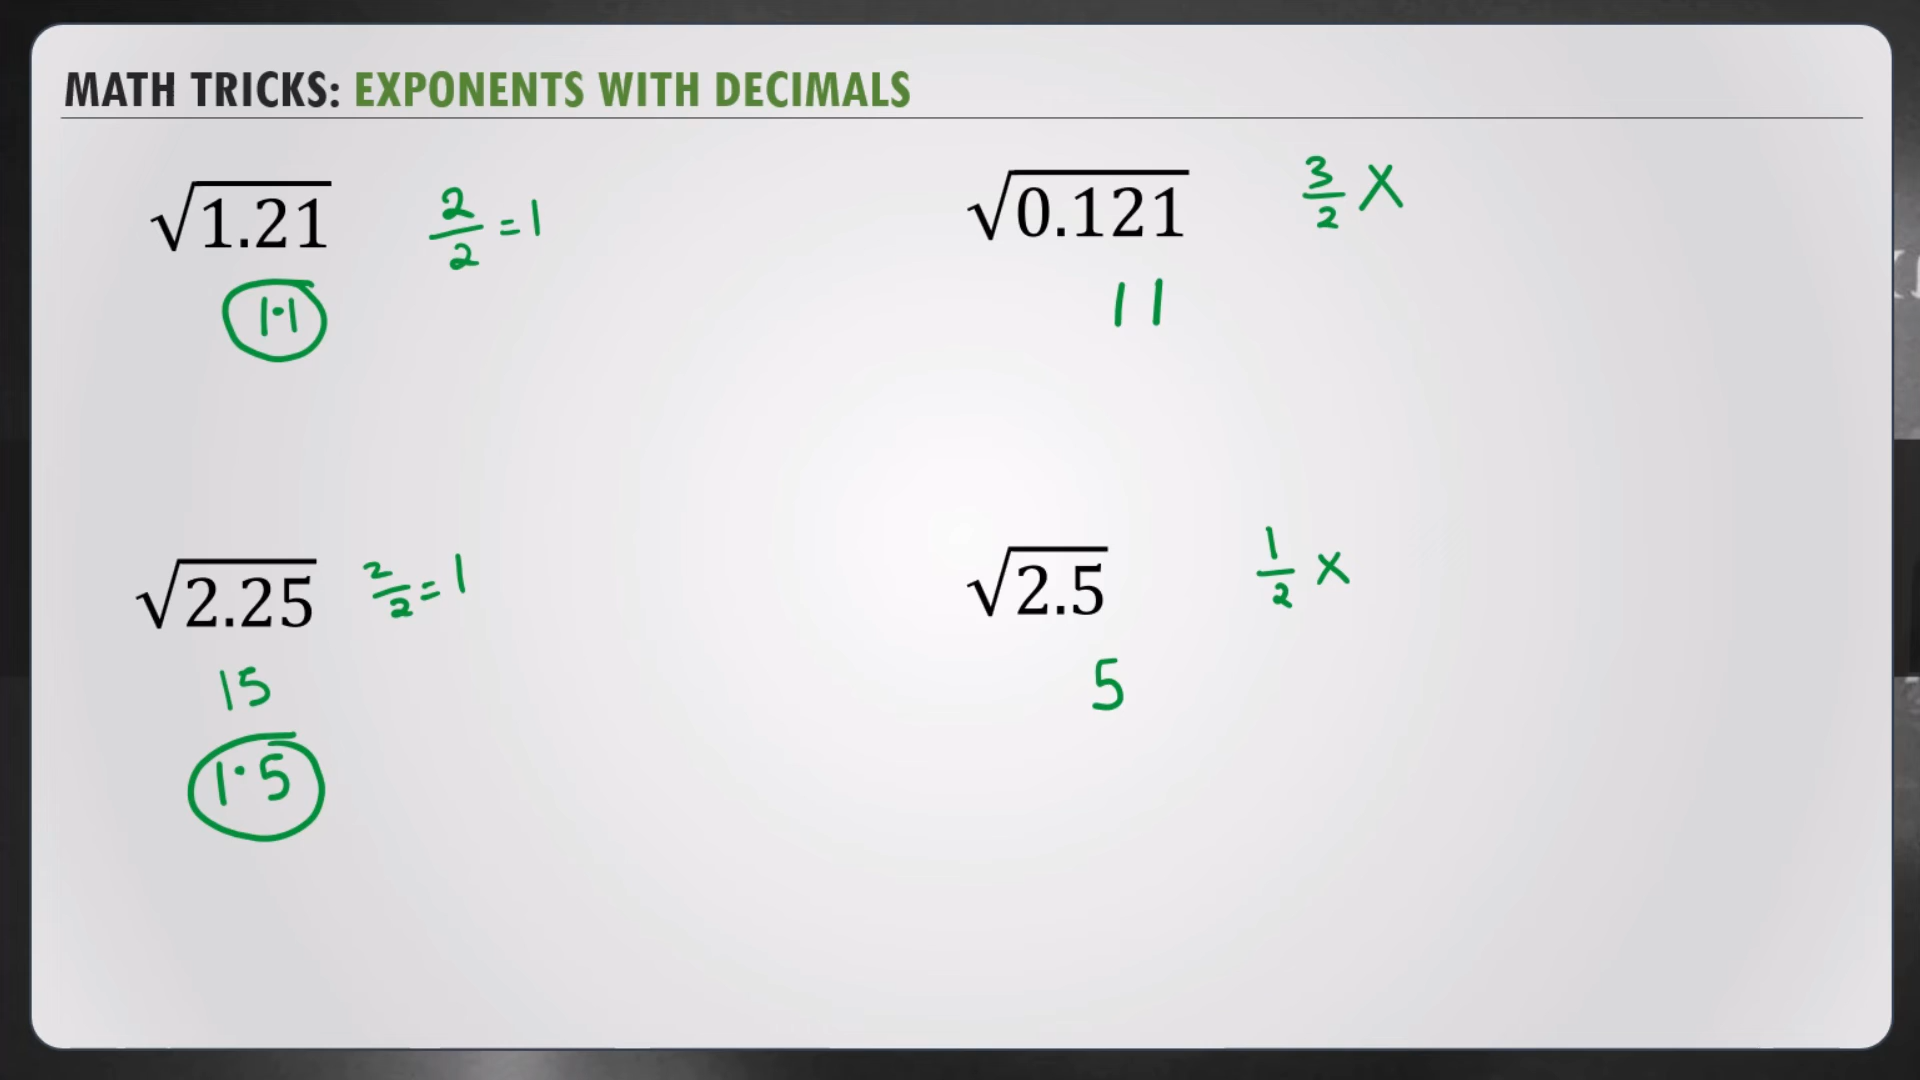 MATH TRICKS: EXPONENTS WITH DECIMALS
√1.21 2/2 = 1
1.1
√0.121 3/2 X
11
√2.25 2/2 = 1
15
1.5
√2.5 1/2 x
5